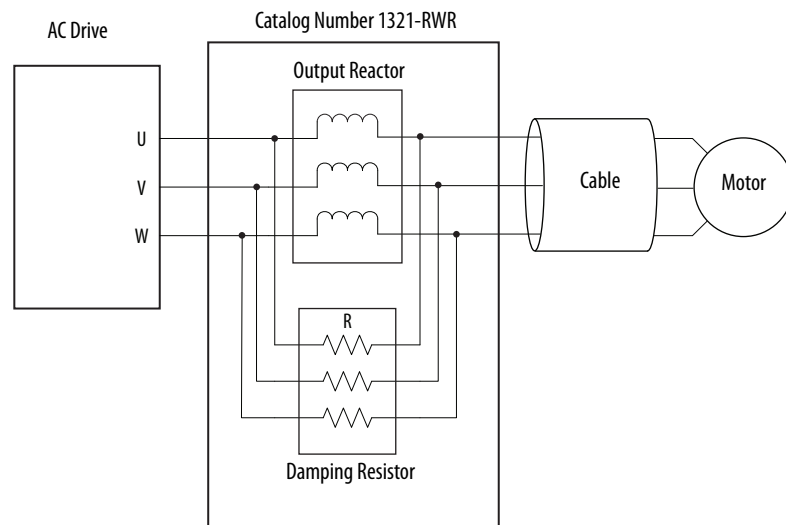 Catalog Number 1321-RWR
AC Drive
Output Reactor
U
V
W
Cable
Motor
R
Damping Resistor